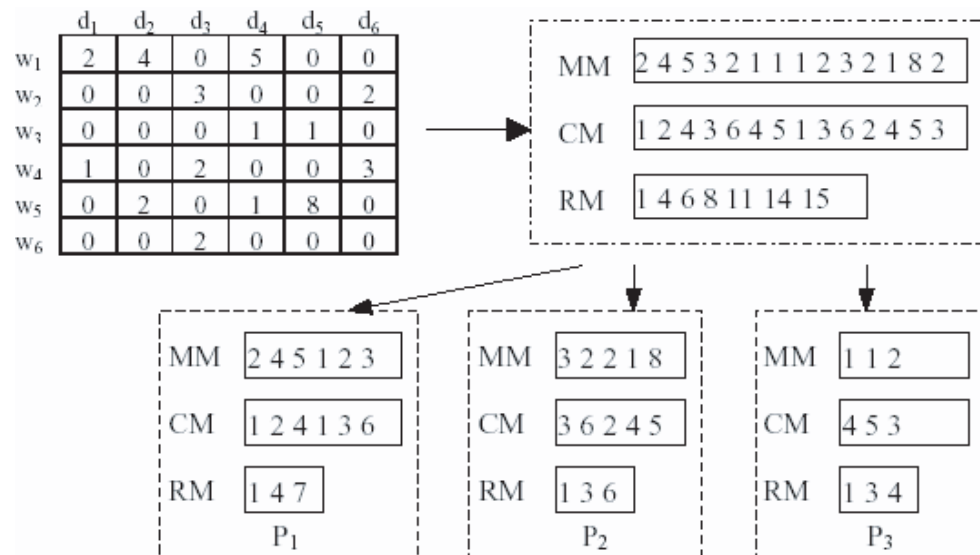 d1 d2 d3 d4 d5 d6
w1 2 4 0 5 0 0
w2 0 0 3 0 0 2
w3 0 0 0 1 1 0
w4 1 0 2 0 0 3
w5 0 2 0 1 8 0
w6 0 0 2 0 0 0
MM 2 4 5 3 2 1 1 1 2 3 2 1 8 2
CM 1 2 4 3 6 4 5 1 3 6 2 4 5 3
RM 1 4 6 8 11 14 15
MM 2 4 5 1 2 3
CM 1 2 4 1 3 6
RM 1 4 7
P1
MM 3 2 2 1 8
CM 3 6 2 4 5
RM 1 3 6
P2
MM 1 1 2
CM 4 5 3
RM 1 3 4
P3